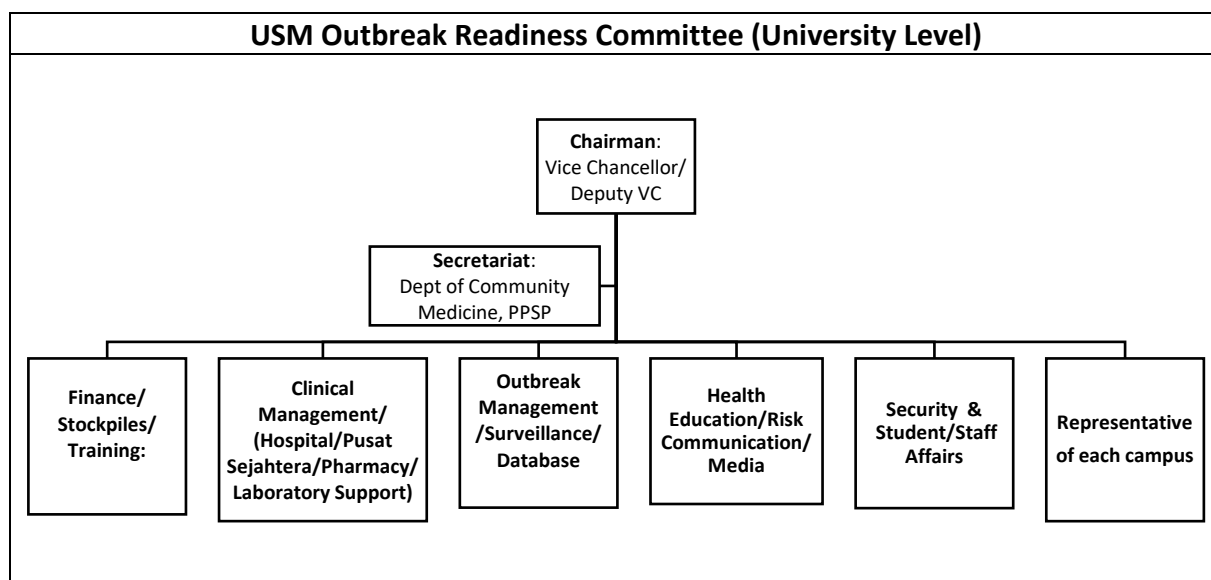 USM Outbreak Readiness Committee (University Level)
Chairman:
Vice Chancellor/
Deputy VC
Secretariat:
Dept of Community
Medicine, PPSP
Finance/
Stockpiles/
Training:
Clinical
Management/
(Hospital/Pusat
Sejahtera/Pharmacy/
Laboratory Support)
Outbreak
Management
/Surveillance/
Database
Health
Education/Risk
Communication/
Media
Security & 
Student/Staff
Affairs
Representative
of each campus